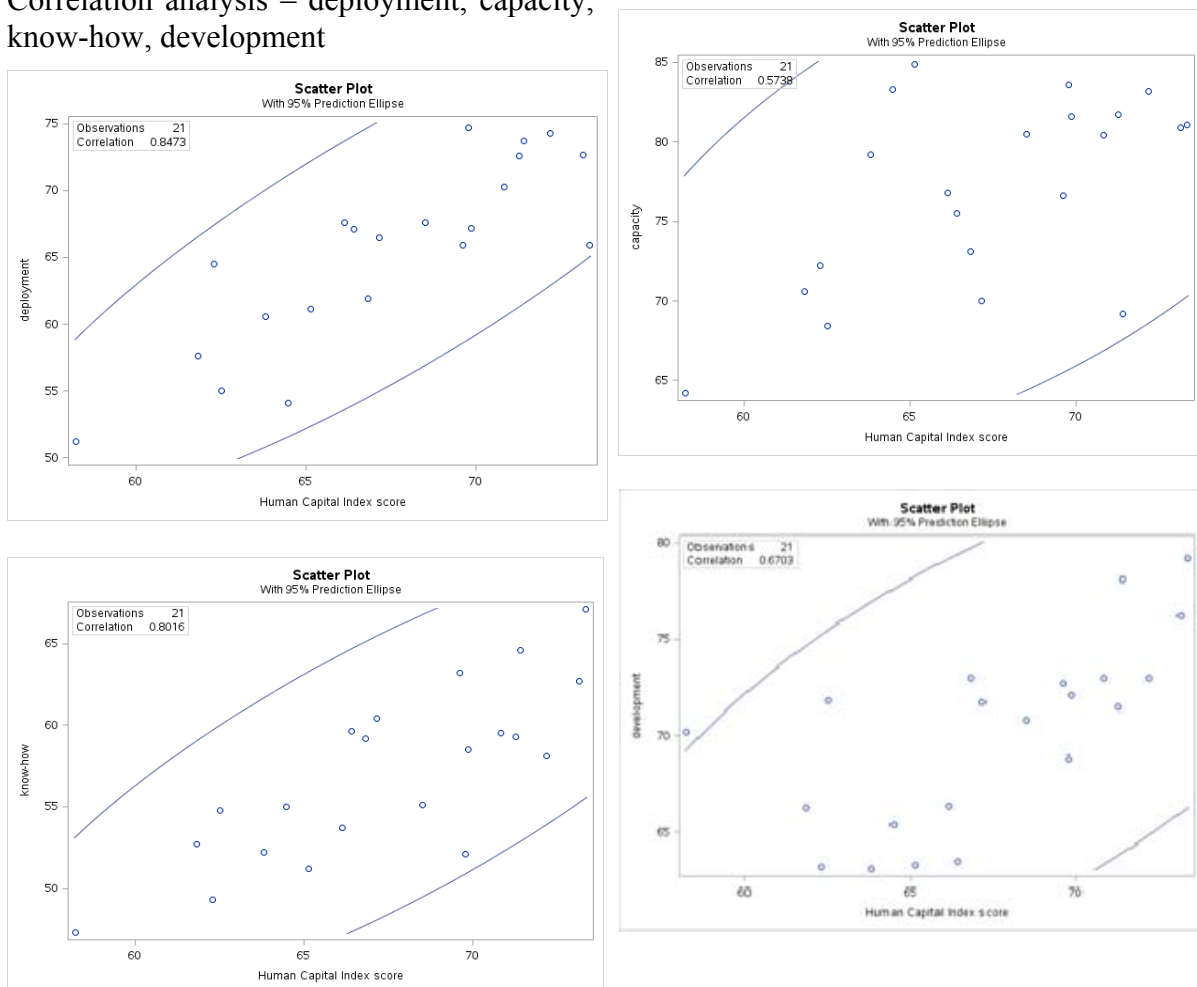 Correlation analysis – deployment, capacity,
know-how, development
Scatter Plot
With 95% Prediction Ellipse
Observations 21
Correlation 0.8473
75
70
65
60
55
50
deployment
60 65 70
Human Capital Index score
Scatter Plot
With 95% Prediction Ellipse
Observations 21
Correlation 0.5738
85
80
75
70
65
capacity
60 65 70
Human Capital Index score
Scatter Plot
With 95% Prediction Ellipse
Observations 21
Correlation 0.8016
65
60
55
50
know-how
60 65 70
Human Capital Index score
Scatter Plot
With 95% Prediction Ellipse
Observations 21
Correlation 0.6703
80
75
70
65
development
60 65 70
Human Capital Index score